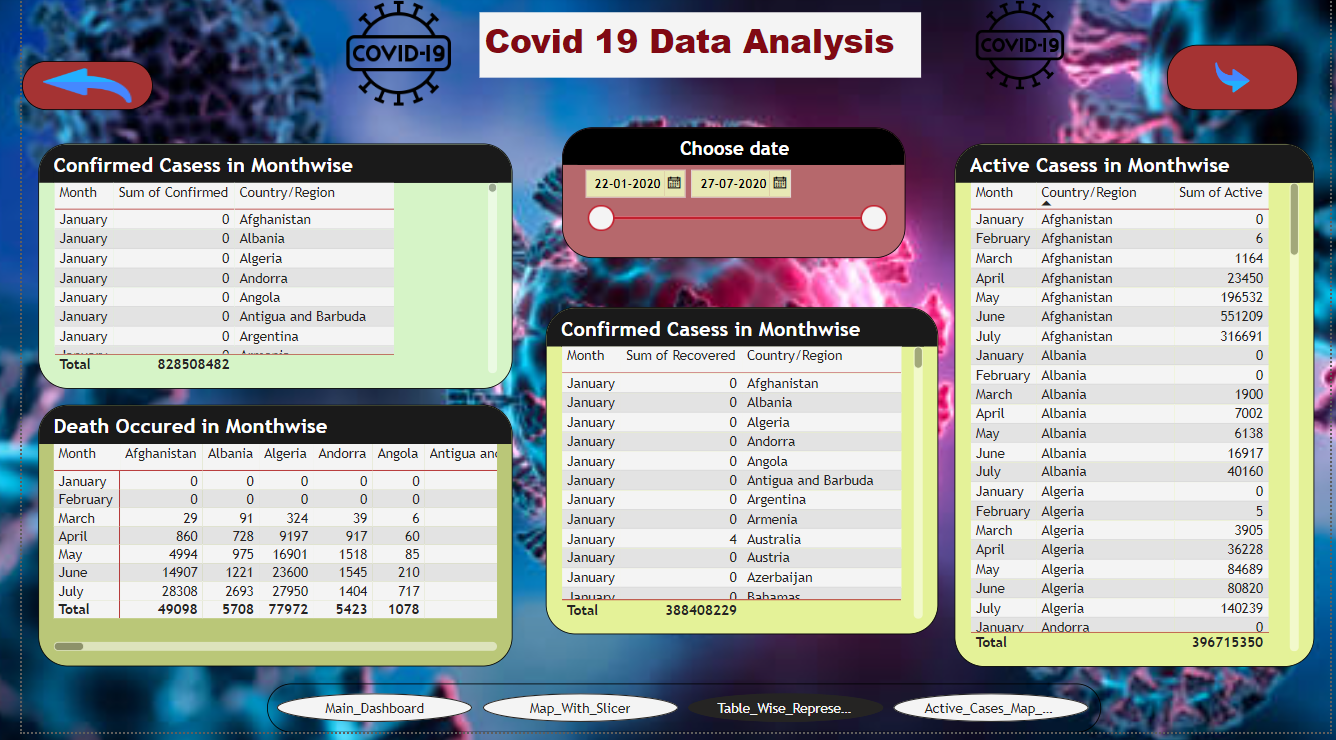 COVID-19
Covid 19 Data Analysis
COVID-19
Confirmed Casess in Monthwise
Month Sum of Confirmed Country/Region
January 0 Afghanistan
January 0 Albania
January 0 Algeria
January 0 Andorra
January 0 Angola
January 0 Antigua and Barbuda
January 0 Argentina
January 0 Armenia
Total 828508482
Death Occured in Monthwise
Month Afghanistan Albania Algeria Andorra Angola Antigua and
January 0 0 0 0 0
February 0 0 0 0 0
March 29 91 324 39 6
April 860 728 9197 917 60
May 4994 975 16901 1518 85
June 14907 1221 23600 1545 210
July 28308 2693 27950 1404 717
Total 49098 5708 77972 5423 1078
Choose date
22-01-2020 27-07-2020
Confirmed Casess in Monthwise
Month Sum of Recovered Country/Region
January 0 Afghanistan
January 0 Albania
January 0 Algeria
January 0 Andorra
January 0 Angola
January 0 Antigua and Barbuda
January 0 Argentina
January 0 Armenia
January 4 Australia
January 0 Austria
January 0 Azerbaijan
January 0 Bahamas
Total 388408229
Active Casess in Monthwise
Month Country/Region Sum of Active
January Afghanistan 0
February Afghanistan 6
March Afghanistan 1164
April Afghanistan 23450
May Afghanistan 196532
June Afghanistan 551209
July Afghanistan 316691
January Albania 0
February Albania 0
March Albania 1900
April Albania 7002
May Albania 6138
June Albania 16917
July Albania 40160
January Algeria 0
February Algeria 5
March Algeria 3905
April Algeria 36228
May Algeria 84689
June Algeria 80820
July Algeria 140239
January Andorra 0
Total 396715350
Main_Dashboard
Map_With_Slicer
Table_Wise_Represe...
Active_Cases_Map_...